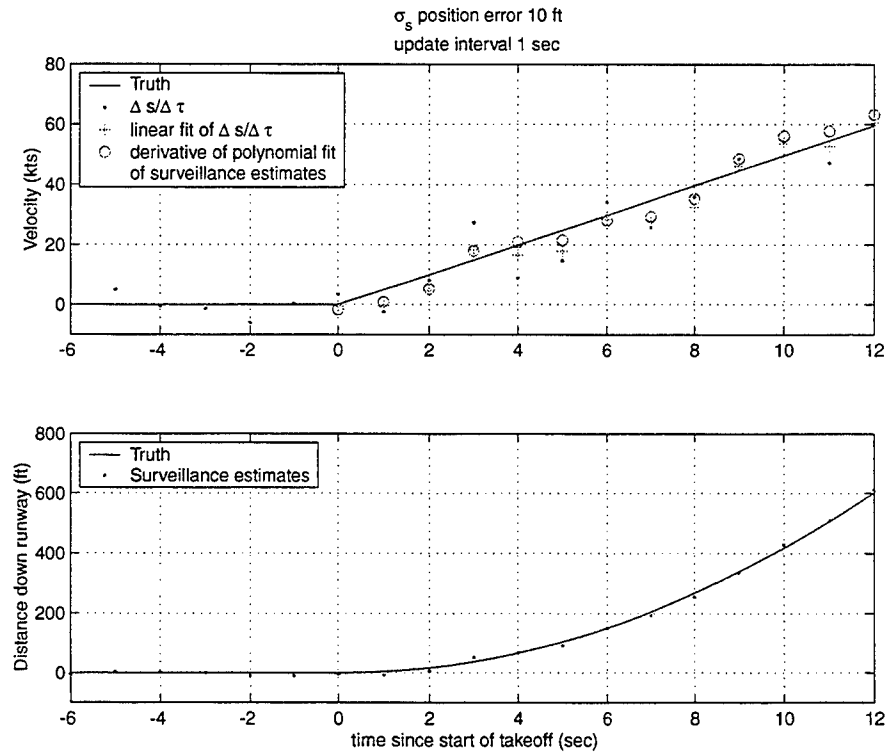 σs position error 10 ft
update interval 1 sec
Velocity (kts)
80
60
40
20
0
Truth
Δ s/Δ τ
linear fit of Δ s/Δ τ
derivative of polynomial fit
of surveillance estimates
-6 -4 -2 0 2 4 6 8 10 12
Distance down runway (ft)
800
600
400
200
0
Truth
Surveillance estimates
-6 -4 -2 0 2 4 6 8 10 12
time since start of takeoff (sec)